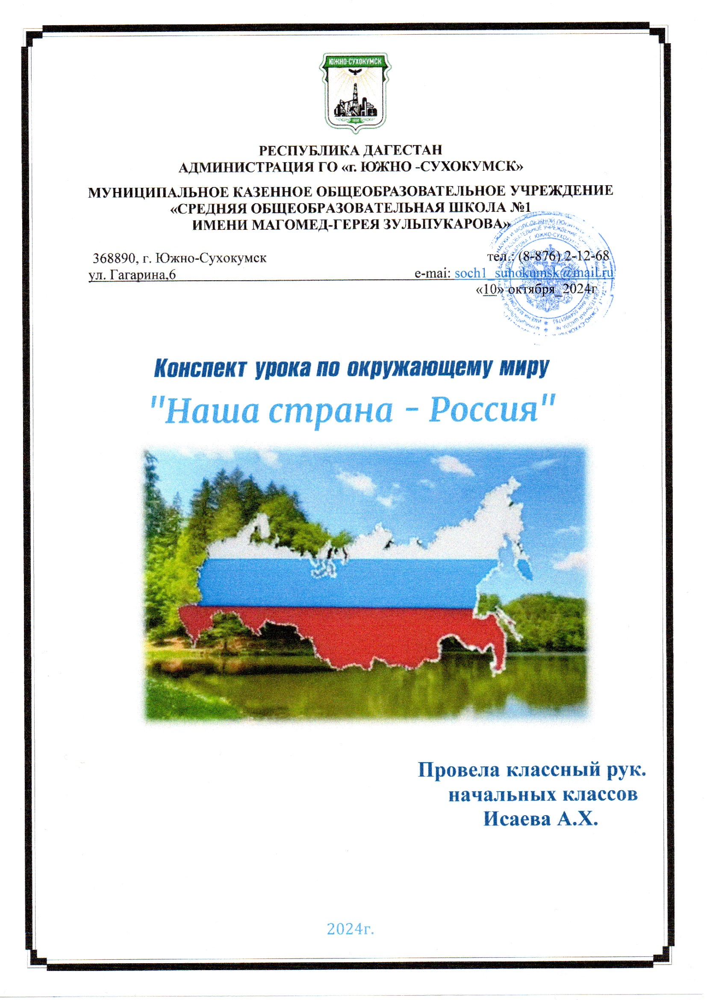 ЮЖНО-СУХОКУМСК
РЕСПУБЛИКА ДАГЕСТАН
АДМИНИСТРАЦИЯ ГО «г. ЮЖНО -СУХОКУМСК»
МУНИЦИПАЛЬНОЕ КАЗЕННОЕ ОБЩЕОБРАЗОВАТЕЛЬНОЕ УЧРЕЖДЕНИЕ
«СРЕДНЯЯ ОБЩЕОБРАЗОВАТЕЛЬНАЯ ШКОЛА №1
ИМЕНИ МАГОМЕД-ГЕРЕЯ ЗУЛЬПУКАРОВА»
368890, г. Южно-Сухокумск тел.: (8-876) 2-12-68
ул. Гагарина,6 e-mai: soch1_suhokumsk@mail.ru
«10» октября_2024г
Конспект урока по окружающему миру
"Наша страна - Россия"
Провела классный рук.
начальных классов
Исаева А.Х.
2024г.